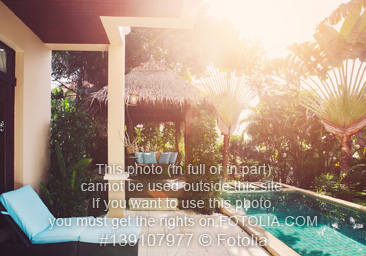 This photo (in full or in part)
cannot be used outside this site.
If you want to use this photo
you must get the rights on FOTOLIA.COM
#139107977 © Fotolia